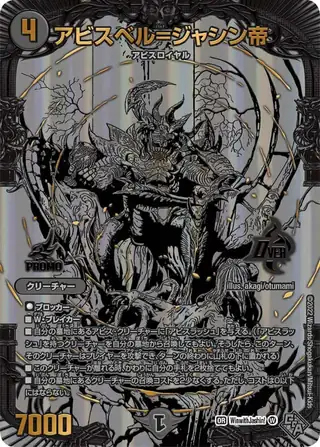 4
アビスベル=ジャシン帝
アビスロイヤル
PROMO
OVER
illus. akagi/otumami
クリーチャー
■ブロッカー
■W・ブレイカー
■自分の墓地にあるアビス・クリーチャーに「アビスラッシュ」を与える。(「アビスラッ
シュ」を持つクリーチャーを自分の墓地から召喚してもよい。そうしたら、このター
ン、そのクリーチャーはプレイヤーを攻撃でき、ターンの終わりに山札の下に置かれる)
■このクリーチャーが離れる時、かわりに自分の手札を2枚捨ててもよい。
■自分の墓地にあるクリーチャーの召喚コストを2少なくする。ただし、コストは0以下
にはならない。
7000
OR